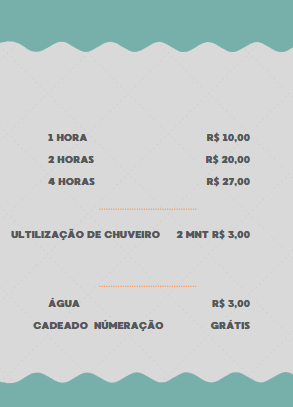 1 HORA R$ 10,00
2 HORAS R$ 20,00
4 HORAS R$ 27,00
ULTILIZAÇÃO DE CHUVEIRO 2 MNT R$ 3,00
ÁGUA R$ 3,00
CADEADO NÚMERAÇÃO GRÁTIS